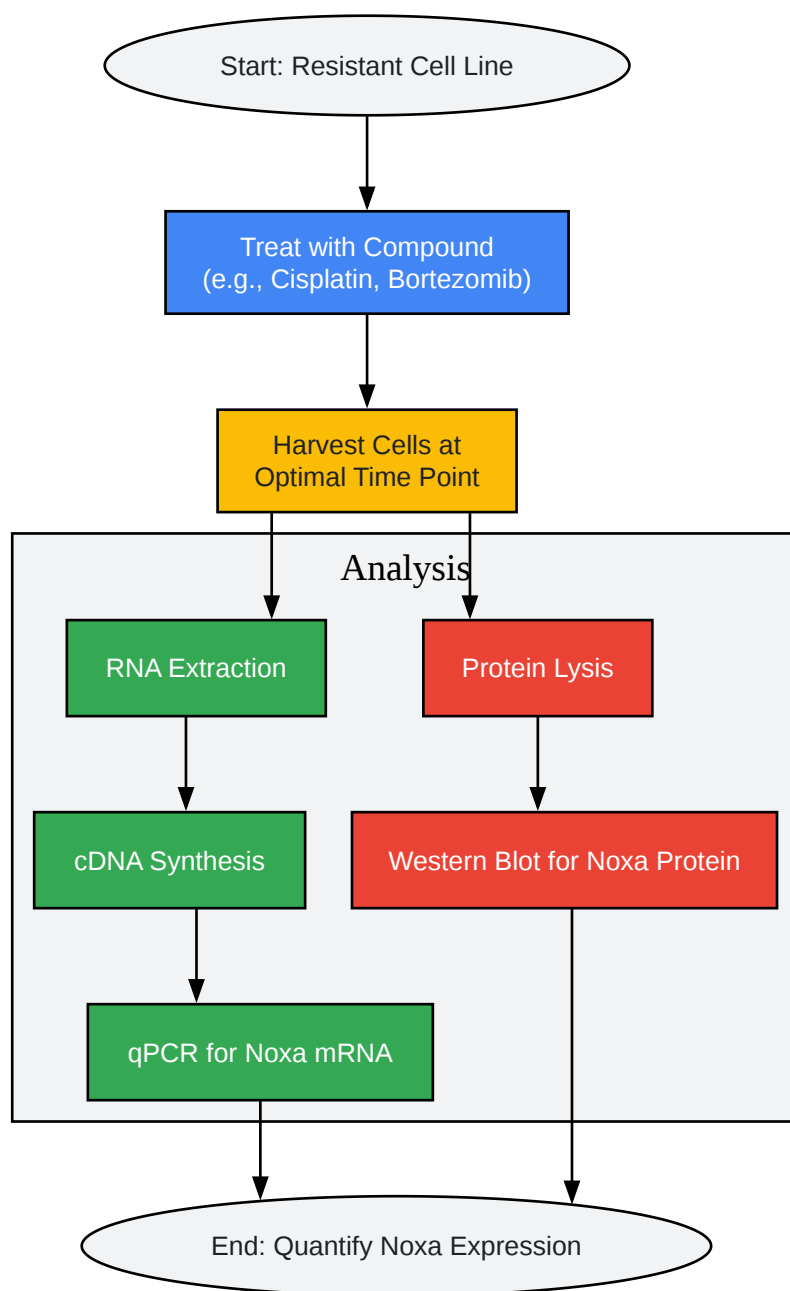 Start: Resistant Cell Line
Treat with Compound
(e.g., Cisplatin, Bortezomib)
Harvest Cells at
Optimal Time Point
Analysis
RNA Extraction
Protein Lysis
cDNA Synthesis
Western Blot for Noxa Protein
qPCR for Noxa mRNA
End: Quantify Noxa Expression